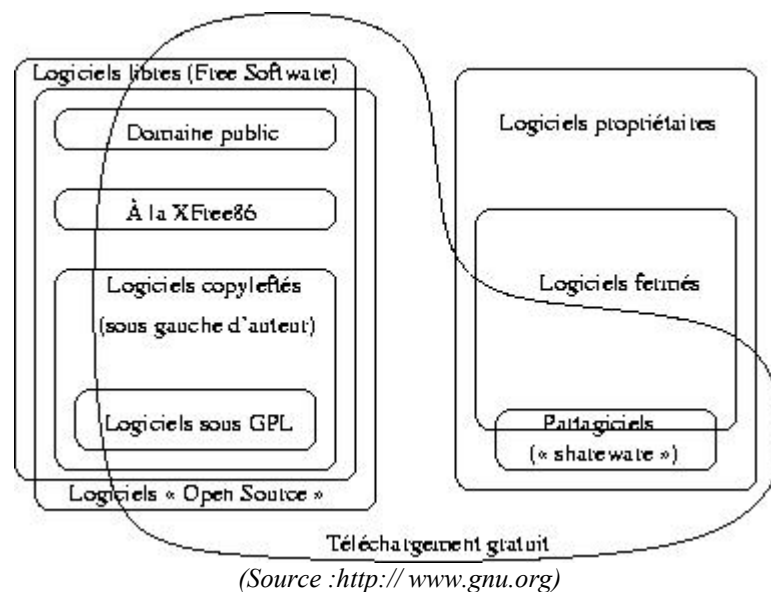 Logiciels libres (Free Software)
Domaine public
À la XFree86
Logiciels copyleftés
(sous gauche d'auteur)
Logiciels sous GPL
Logiciels « Open Source »
Logiciels propriétaires
Logiciels fermés
Partagiciels
(« shareware »)
Téléchargement gratuit
(Source :http:// www.gnu.org)